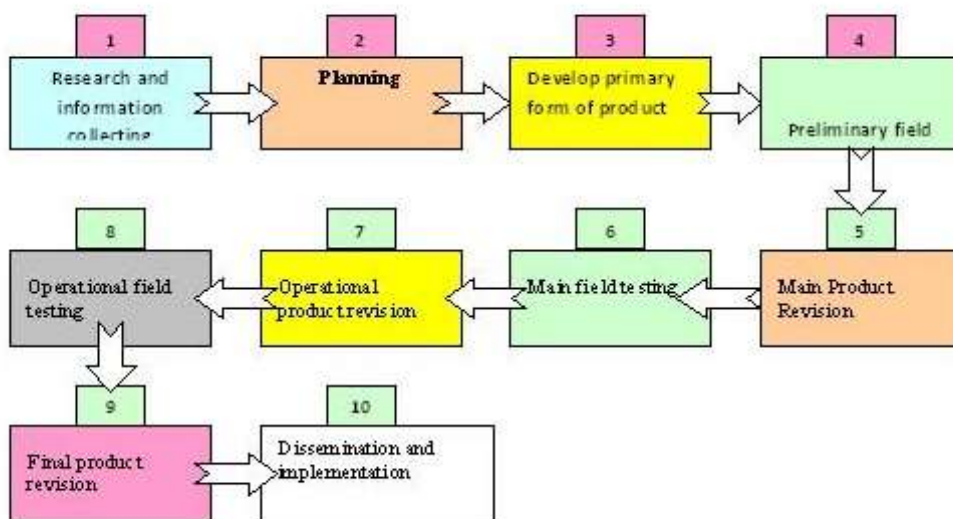 1
Research and
information
collecting
2
Planning
3
Develop primary
form of product
4
Preliminary field
5
Main Product
Revision
6
Main field testing
7
Operational
product revision
8
Operational field
testing
9
Final product
revision
10
Dissemination and
implementation